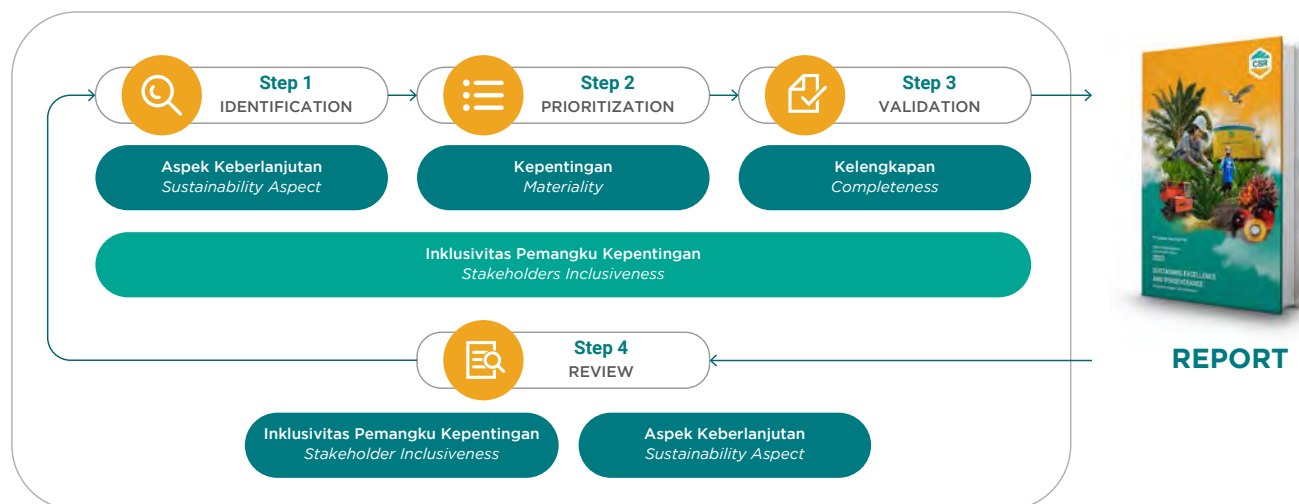 Step 1
IDENTIFICATION
Step 2
PRIORITIZATION
Step 3
VALIDATION
Aspek Keberlanjutan
Sustainability Aspect
Kepentingan
Materiality
Kelengkapan
Completeness
Inklusivitas Pemangku Kepentingan
Stakeholders Inclusiveness
Step 4
REVIEW
Inklusivitas Pemangku Kepentingan
Stakeholder Inclusiveness
Aspek Keberlanjutan
Sustainability Aspect
CSR
2023
SUSTAINING EXCELLENCE
AND PERSEVERANCE
REPORT